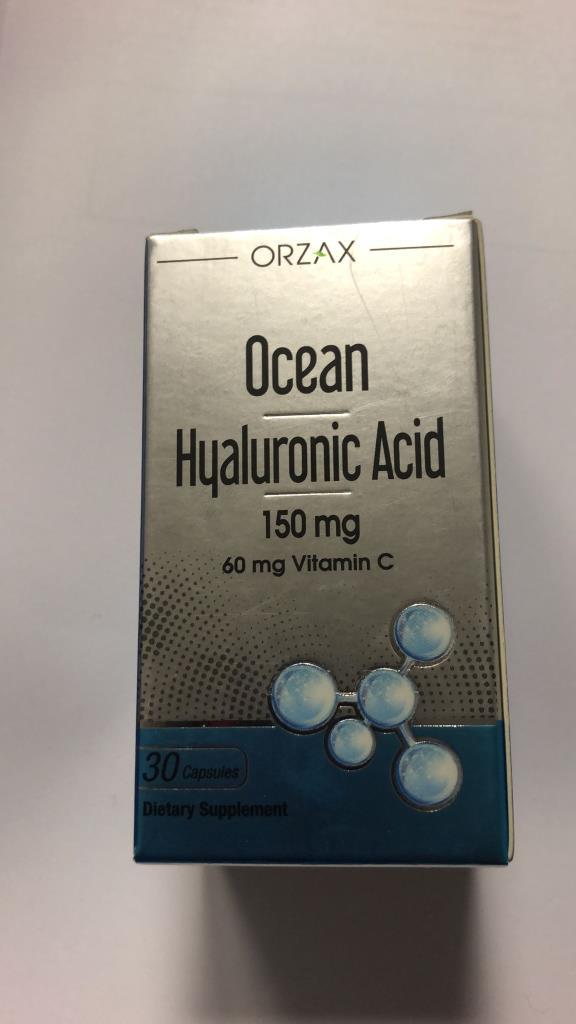 ORZAX
Ocean
Hyaluronic Acid
150 mg
60 mg Vitamin C
30 Capsules
Dietary Supplement